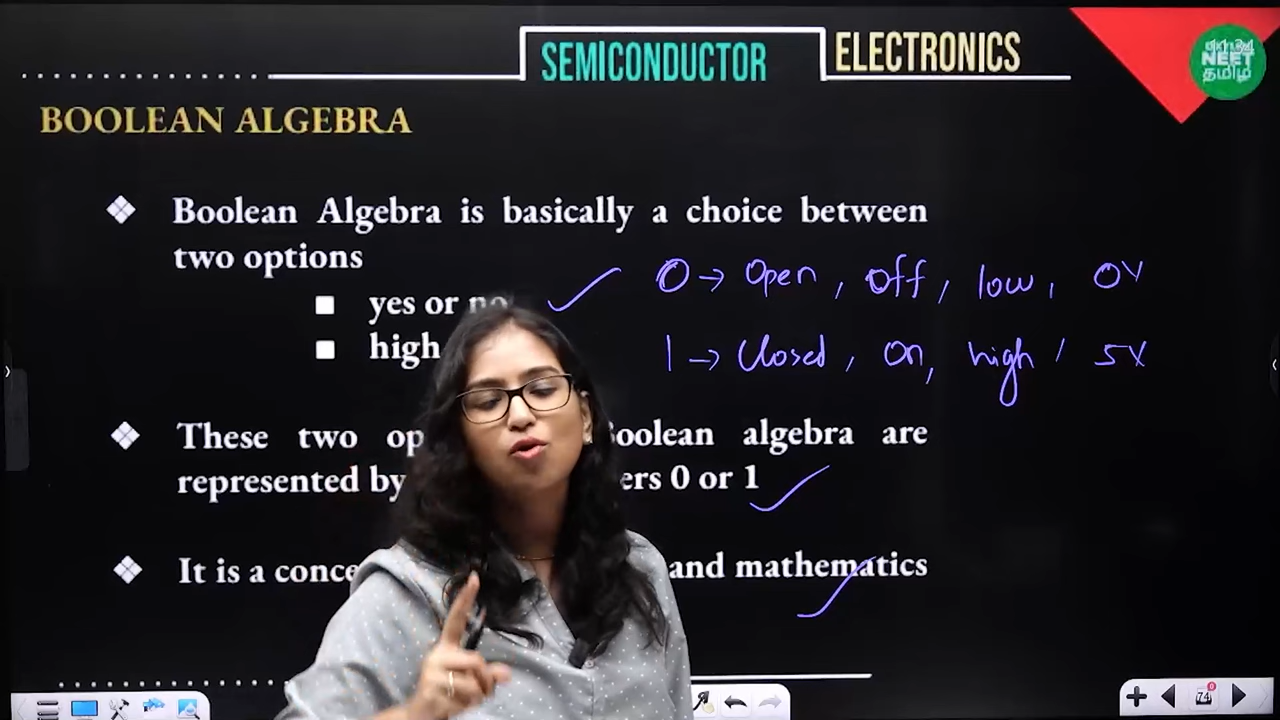 SEMICONDUCTOR ELECTRONICS
NEET
தமிழ்
BOOLEAN ALGEBRA
Boolean Algebra is basically a choice between
two options
yes or no
high
0 → Open, Off, low, 0V
1 → Closed, On, high, 5V
These two op Boolean algebra are
represented by ers 0 or 1
It is a conce and mathematics
74